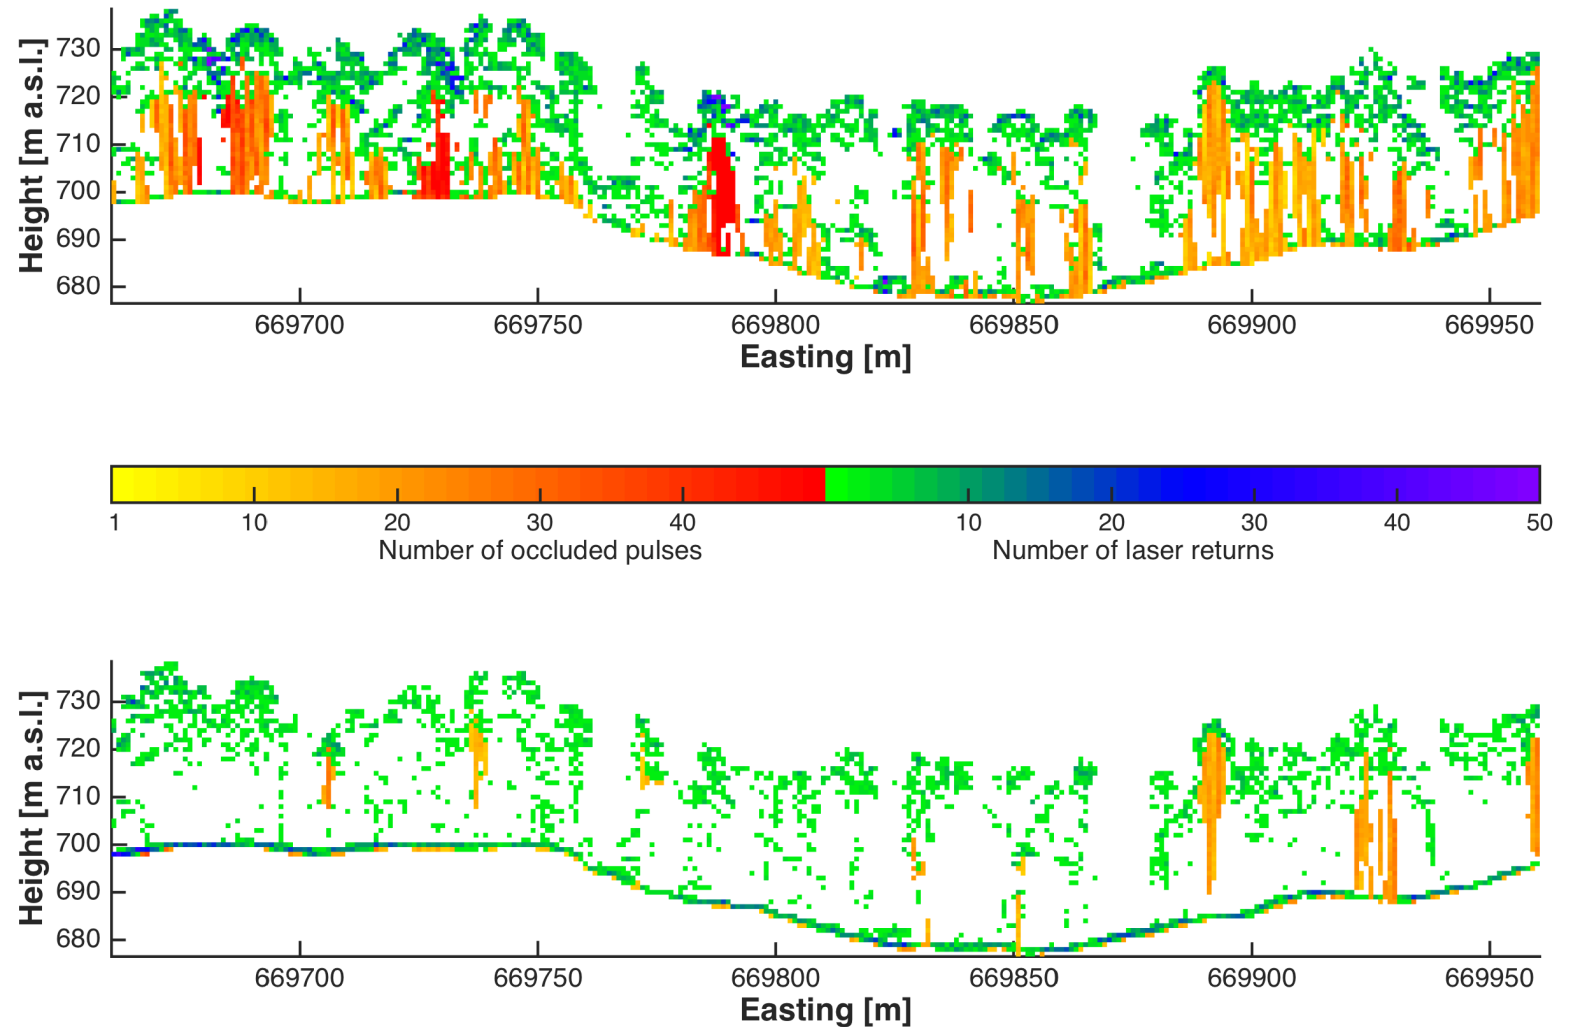 Height [m a.s.l.]
730
720
710
700
690
680
669700 669750 669800 669850 669900 669950
Easting [m]
1 10 20 30 40 10 20 30 40 50
Number of occluded pulses Number of laser returns
Height [m a.s.l.]
730
720
710
700
690
680
669700 669750 669800 669850 669900 669950
Easting [m]